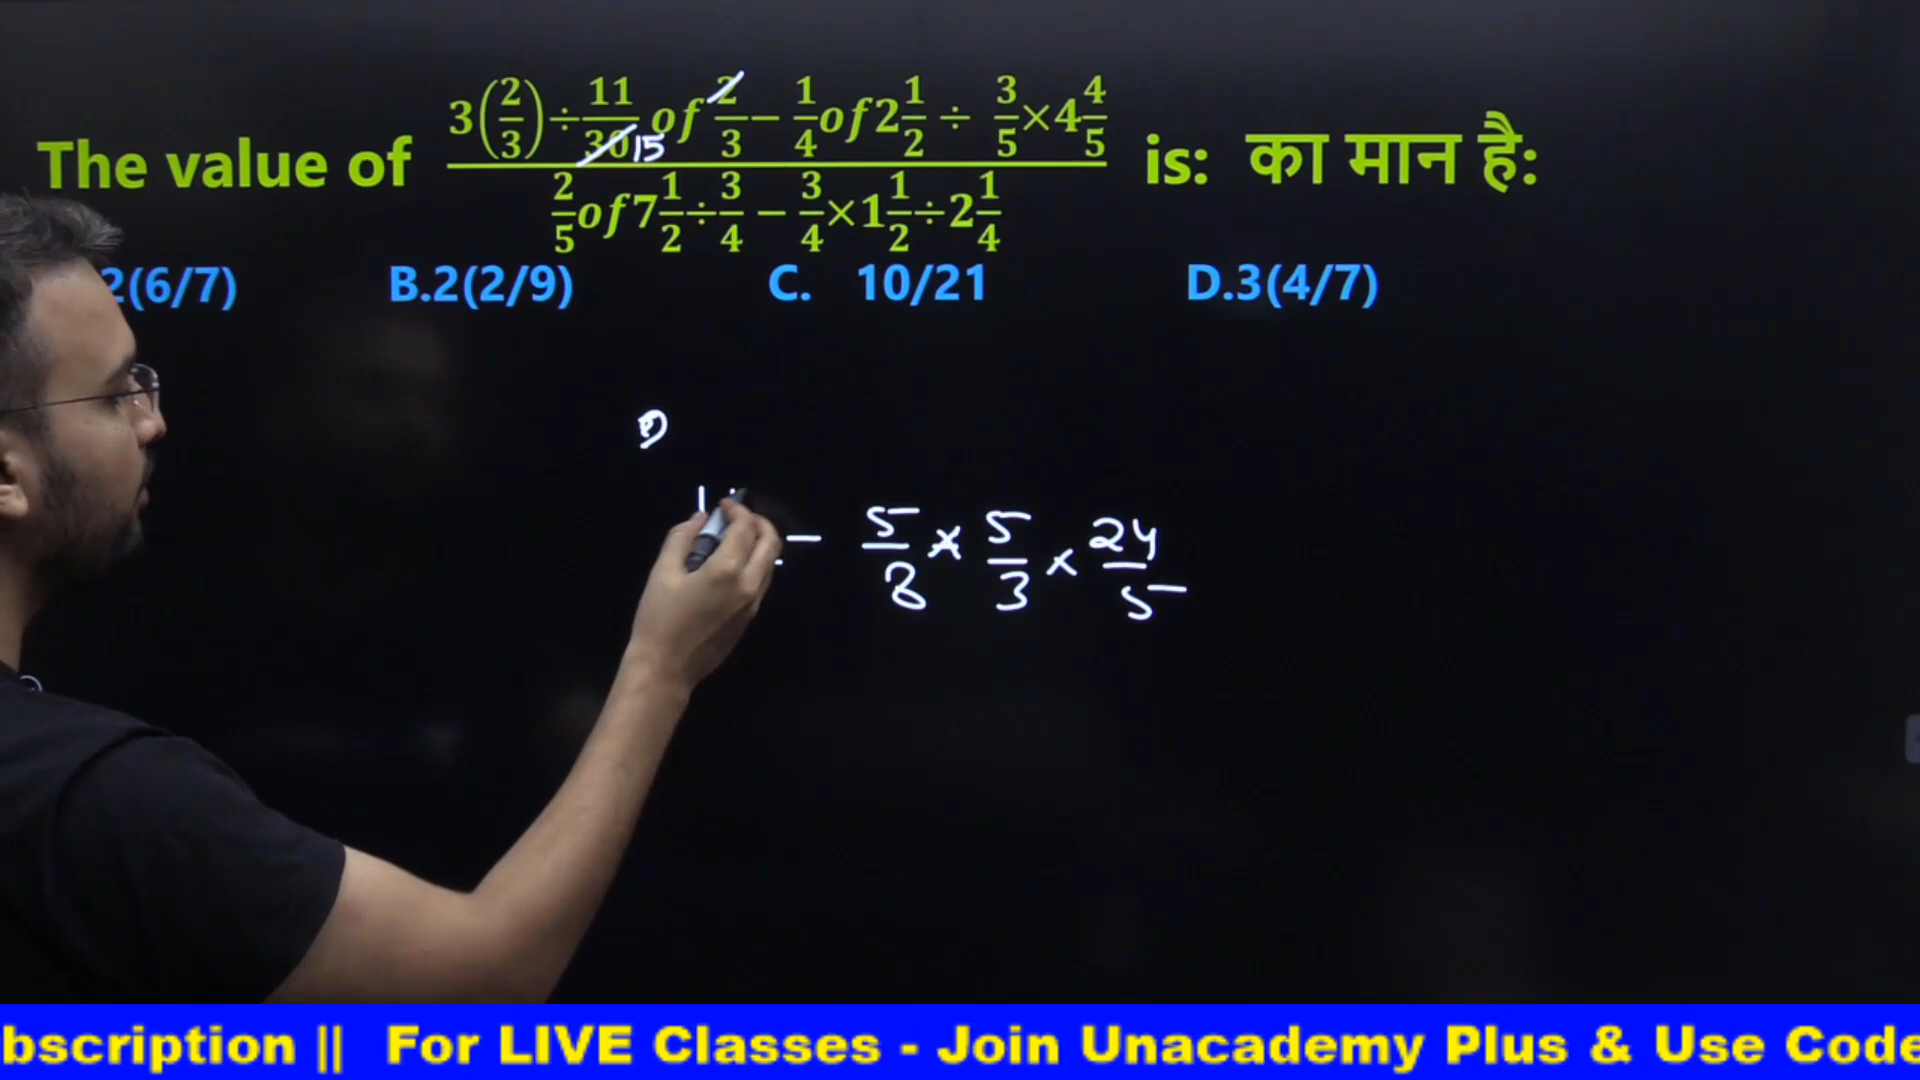 The value of 3(2/3) ÷ 11/30 of 2/3 − 1/4 of 2 1/2 ÷ 3/5 × 4 4/5 is: का मान है:
15
2/5 of 7 1/2 ÷ 3/4 − 3/4 × 1 1/2 ÷ 2 1/4
2(6/7) B.2(2/9) C. 10/21 D.3(4/7)
− 5/8 × 5/3 × 24/5
bscription || For LIVE Classes - Join Unacademy Plus & Use Code